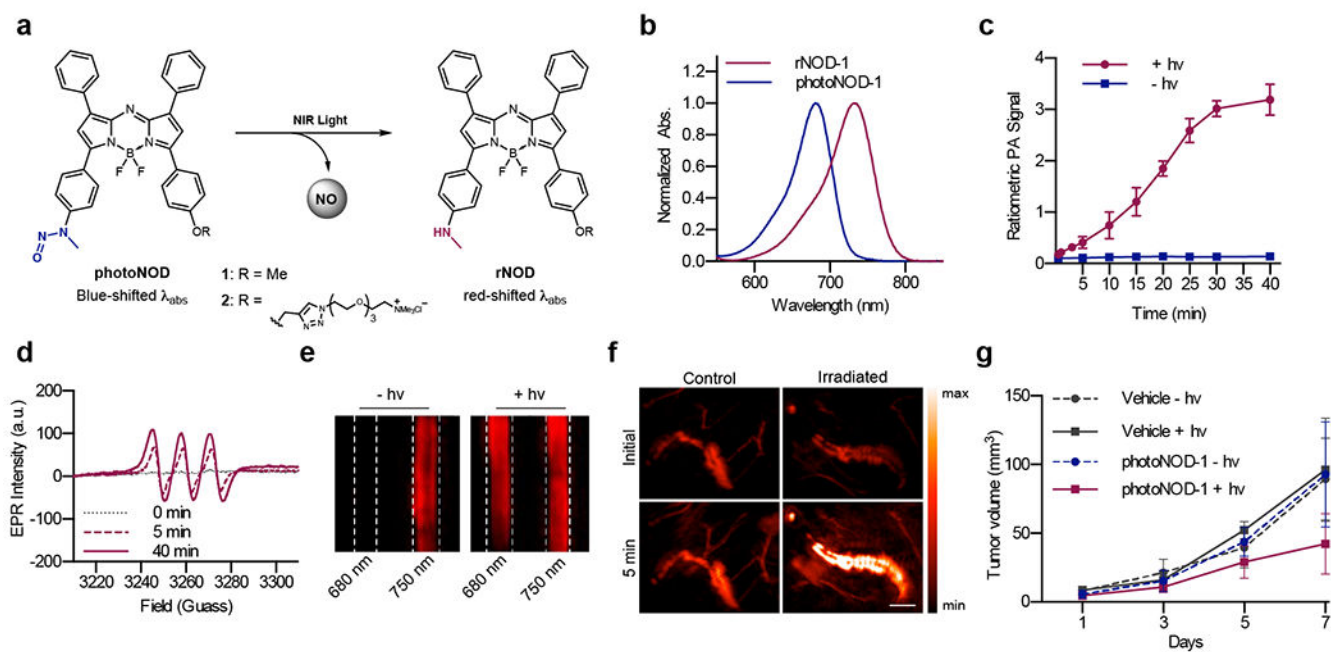 a
N
N
N
B
F
F
N
N
O
OR
NIR Light
NO
N
N
N
B
F
F
HN
OR
photoNOD
Blue-shifted λabs
1: R = Me
2: R =
N
N=N
O
3
NMe3Cl
+
−
rNOD
red-shifted λabs
b
rNOD-1
photoNOD-1
Normalized Abs.
1.2
1.0
0.8
0.6
0.4
0.2
0.0
600
700
800
Wavelength (nm)
c
+ hv
- hv
Ratiometric PA Signal
4
3
2
1
0
5 10 15 20 25 30 35 40
Time (min)
d
EPR Intensity (a.u.)
200
100
0
-100
-200
0 min
5 min
40 min
3220 3240 3260 3280 3300
Field (Guass)
e
- hv
+ hv
680 nm
750 nm
680 nm
750 nm
f
Control
Irradiated
Initial
5 min
max
min
g
Vehicle - hv
Vehicle + hv
photoNOD-1 - hv
photoNOD-1 + hv
Tumor volume (mm3)
150
100
50
0
1 3 5 7
Days